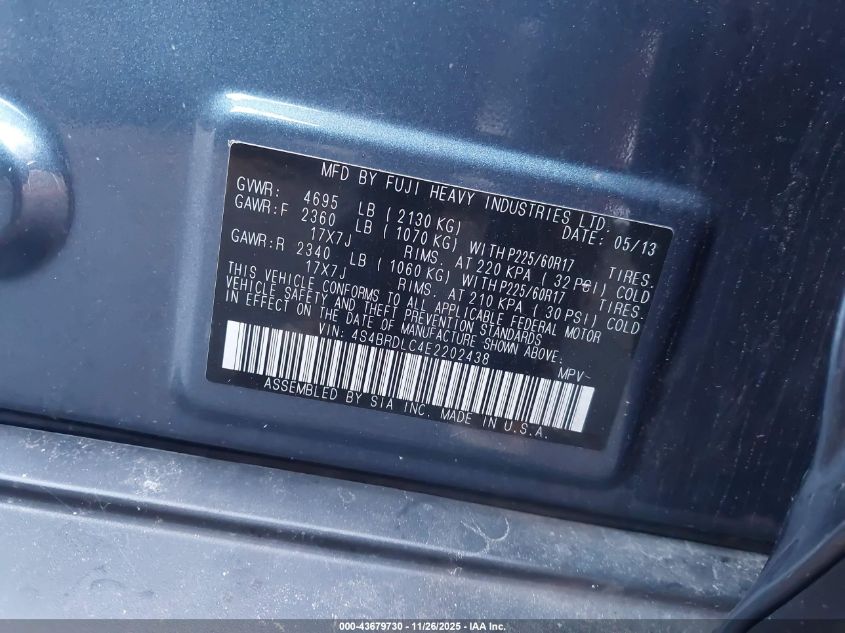 MFD BY FUJI HEAVY INDUSTRIES LTD.
GVWR: 4695 LB ( 2130 KG) DATE: 05/13
GAWR:F 2360 LB ( 1070 KG) WITH P225/60R17 TIRES.
17X7J RIMS. AT 220 KPA ( 32 PSI) COLD
GAWR:R 2340 LB ( 1060 KG) WITH P225/60R17 TIRES.
17X7J RIMS. AT 210 KPA ( 30 PSI) COLD
THIS VEHICLE CONFORMS TO ALL APPLICABLE FEDERAL MOTOR
VEHICLE SAFETY AND THEFT PREVENTION STANDARDS
IN EFFECT ON THE DATE OF MANUFACTURE SHOWN ABOVE.
VIN: 4S4BRDLC4E2202438 MPV
ASSEMBLED BY SIA INC. MADE IN U.S.A.
000-43679730 - 11/26/2025 - IAA Inc.